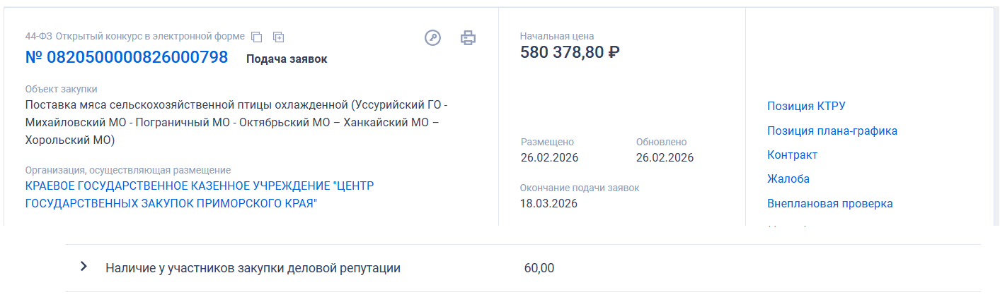 44-ФЗ Открытый конкурс в электронной форме
№ 0820500000826000798 Подача заявок
Объект закупки
Поставка мяса сельскохозяйственной птицы охлажденной (Уссурийский ГО -
Михайловский МО - Пограничный МО - Октябрьский МО – Ханкайский МО –
Хорольский МО)
Организация, осуществляющая размещение
КРАЕВОЕ ГОСУДАРСТВЕННОЕ КАЗЕННОЕ УЧРЕЖДЕНИЕ "ЦЕНТР
ГОСУДАРСТВЕННЫХ ЗАКУПОК ПРИМОРСКОГО КРАЯ"
Начальная цена
580 378,80 ₽
Размещено Обновлено
26.02.2026 26.02.2026
Окончание подачи заявок
18.03.2026
Позиция КТРУ
Позиция плана-графика
Контракт
Жалоба
Внеплановая проверка
Наличие у участников закупки деловой репутации 60,00